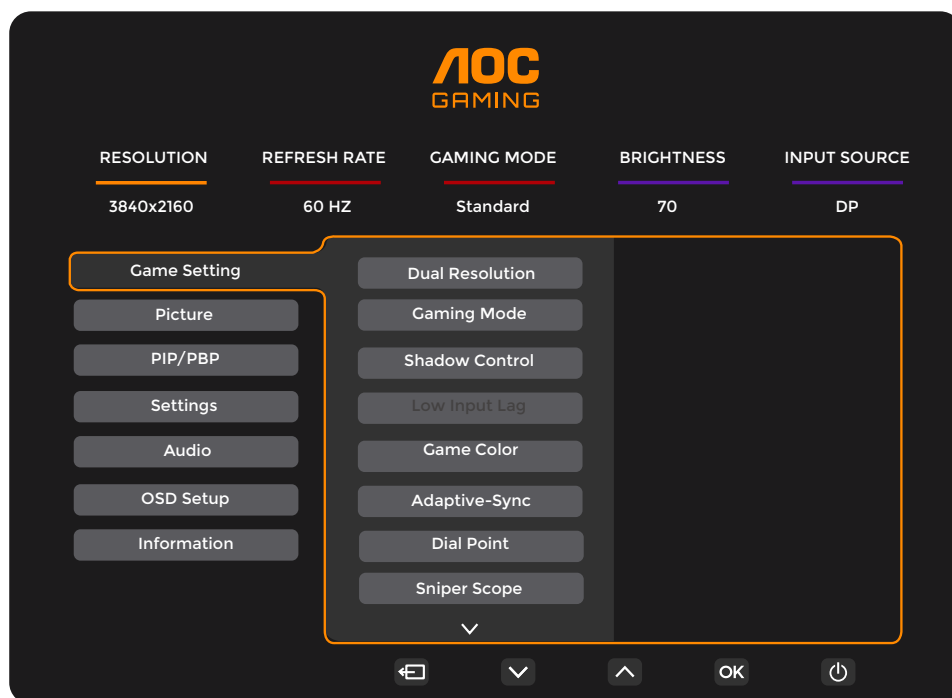 AOC
GAMING
RESOLUTION REFRESH RATE GAMING MODE BRIGHTNESS INPUT SOURCE
3840x2160 60 HZ Standard 70 DP
Game Setting
Picture
PIP/PBP
Settings
Audio
OSD Setup
Information
Dual Resolution
Gaming Mode
Shadow Control
Low Input Lag
Game Color
Adaptive-Sync
Dial Point
Sniper Scope
OK